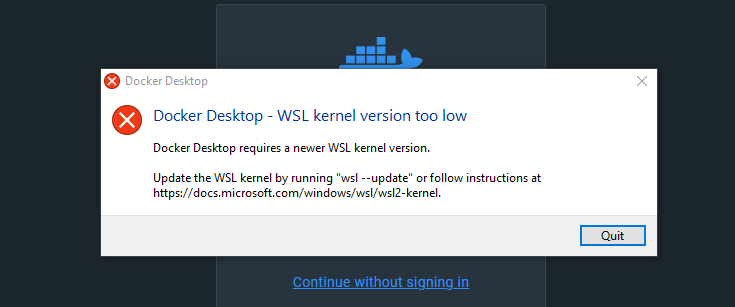 Docker Desktop
Docker Desktop - WSL kernel version too low
Docker Desktop requires a newer WSL kernel version.
Update the WSL kernel by running "wsl --update" or follow instructions at
https://docs.microsoft.com/windows/wsl/wsl2-kernel.
Quit
Continue without signing in